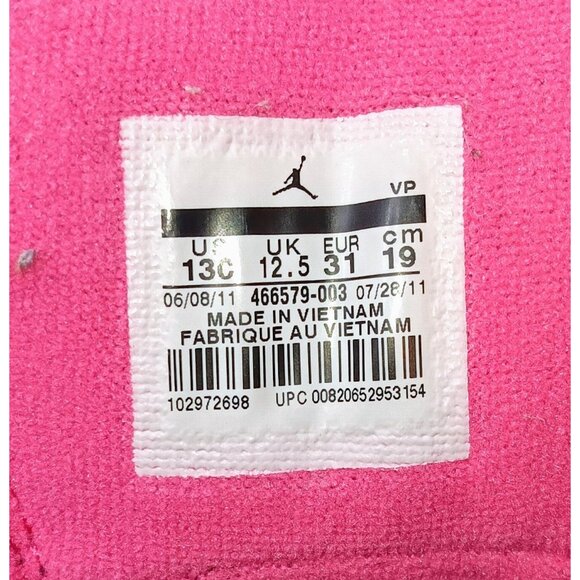 VP
US UK EUR cm
13C 12.5 31 19
06/08/11 466579-003 07/28/11
MADE IN VIETNAM
FABRIQUE AU VIETNAM
102972698 UPC 00820652953154